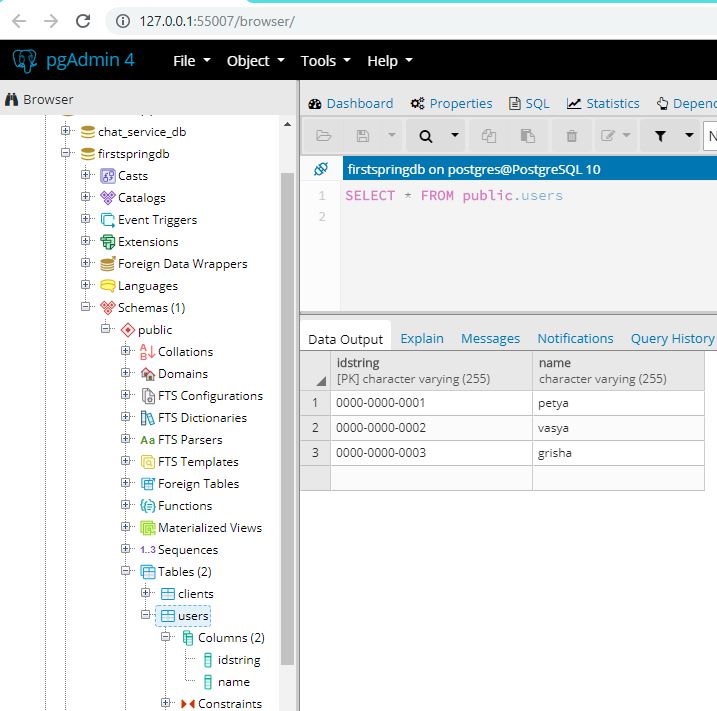 127.0.0.1:55007/browser/
pgAdmin 4
File
Object
Tools
Help
Browser
Dashboard
Properties
SQL
Statistics
Depend
chat_service_db
firstspringdb
Casts
Catalogs
Event Triggers
Extensions
Foreign Data Wrappers
Languages
Schemas (1)
public
Collations
Domains
FTS Configurations
FTS Dictionaries
Aa FTS Parsers
FTS Templates
Foreign Tables
Functions
Materialized Views
1..3 Sequences
Tables (2)
clients
users
Columns (2)
idstring
name
Constraints
firstspringdb on postgres@PostgreSQL 10
1 SELECT * FROM public.users
2
Data Output
Explain
Messages
Notifications
Query History
idstring name
[PK] character varying (255) character varying (255)
1 0000-0000-0001 petya
2 0000-0000-0002 vasya
3 0000-0000-0003 grisha